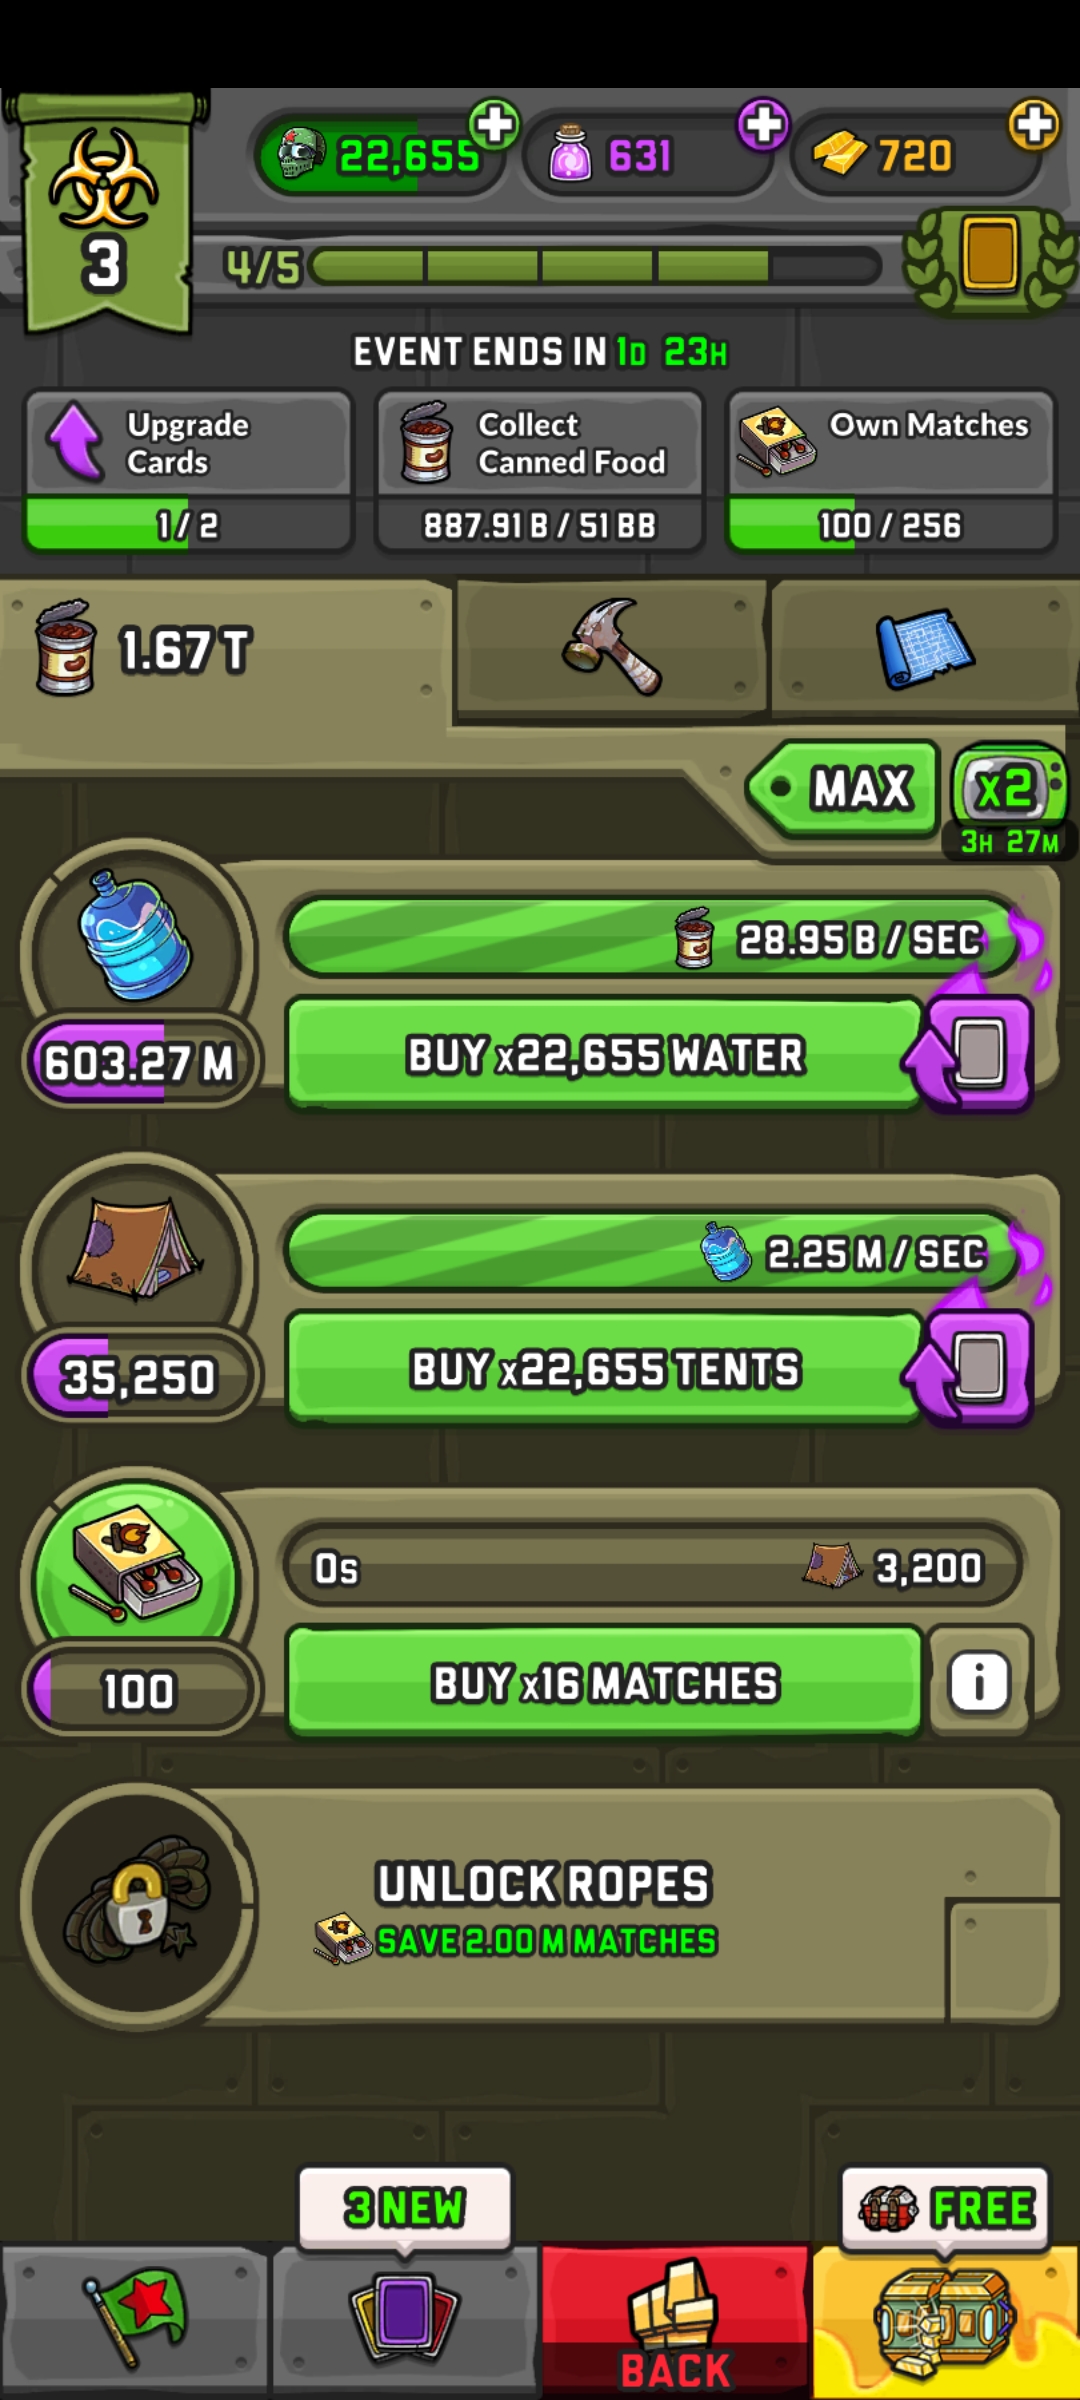 22,655
631
720
3
4/5
EVENT ENDS IN 1D 23H
Upgrade
Cards
1 / 2
Collect
Canned Food
887.91 B / 51 BB
Own Matches
100 / 256
1.67 T
MAX
x2
3H 27M
28.95 B / SEC
603.27 M
BUY x22,655 WATER
2.25 M / SEC
35,250
BUY x22,655 TENTS
0s
3,200
100
BUY x16 MATCHES
i
UNLOCK ROPES
SAVE 2.00 M MATCHES
3 NEW
FREE
BACK